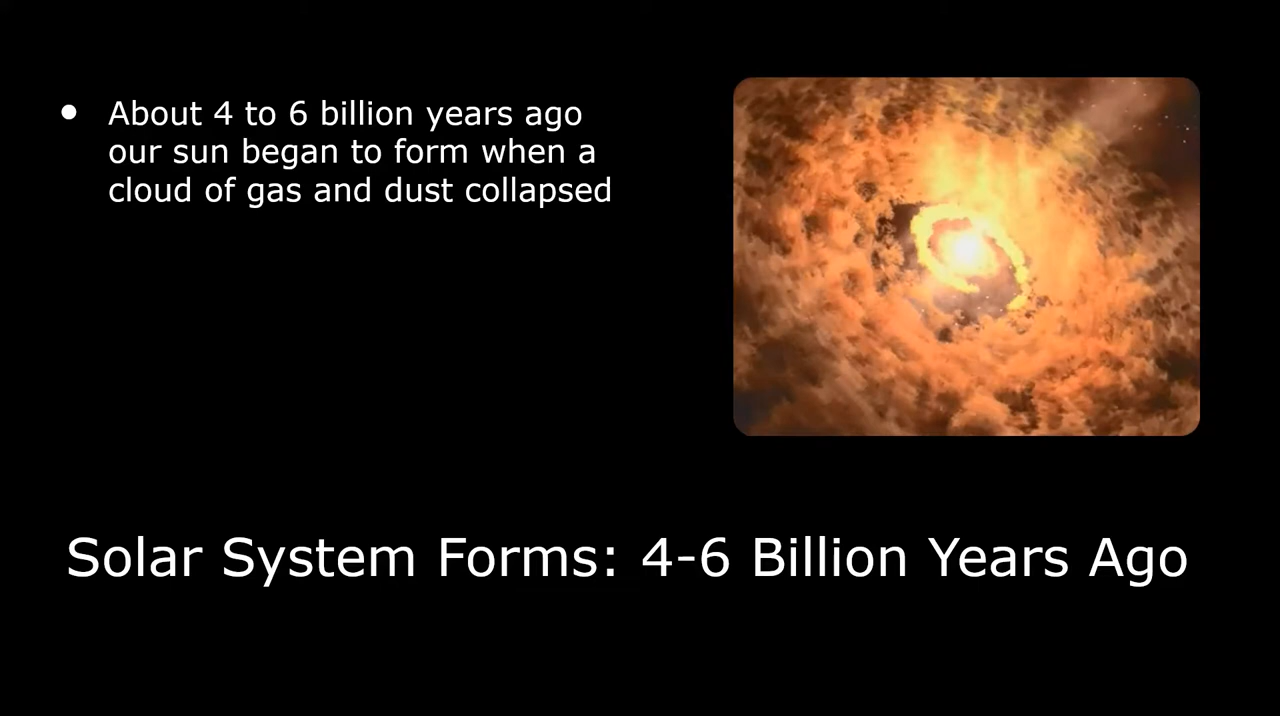 • About 4 to 6 billion years ago
our sun began to form when a
cloud of gas and dust collapsed
Solar System Forms: 4-6 Billion Years Ago